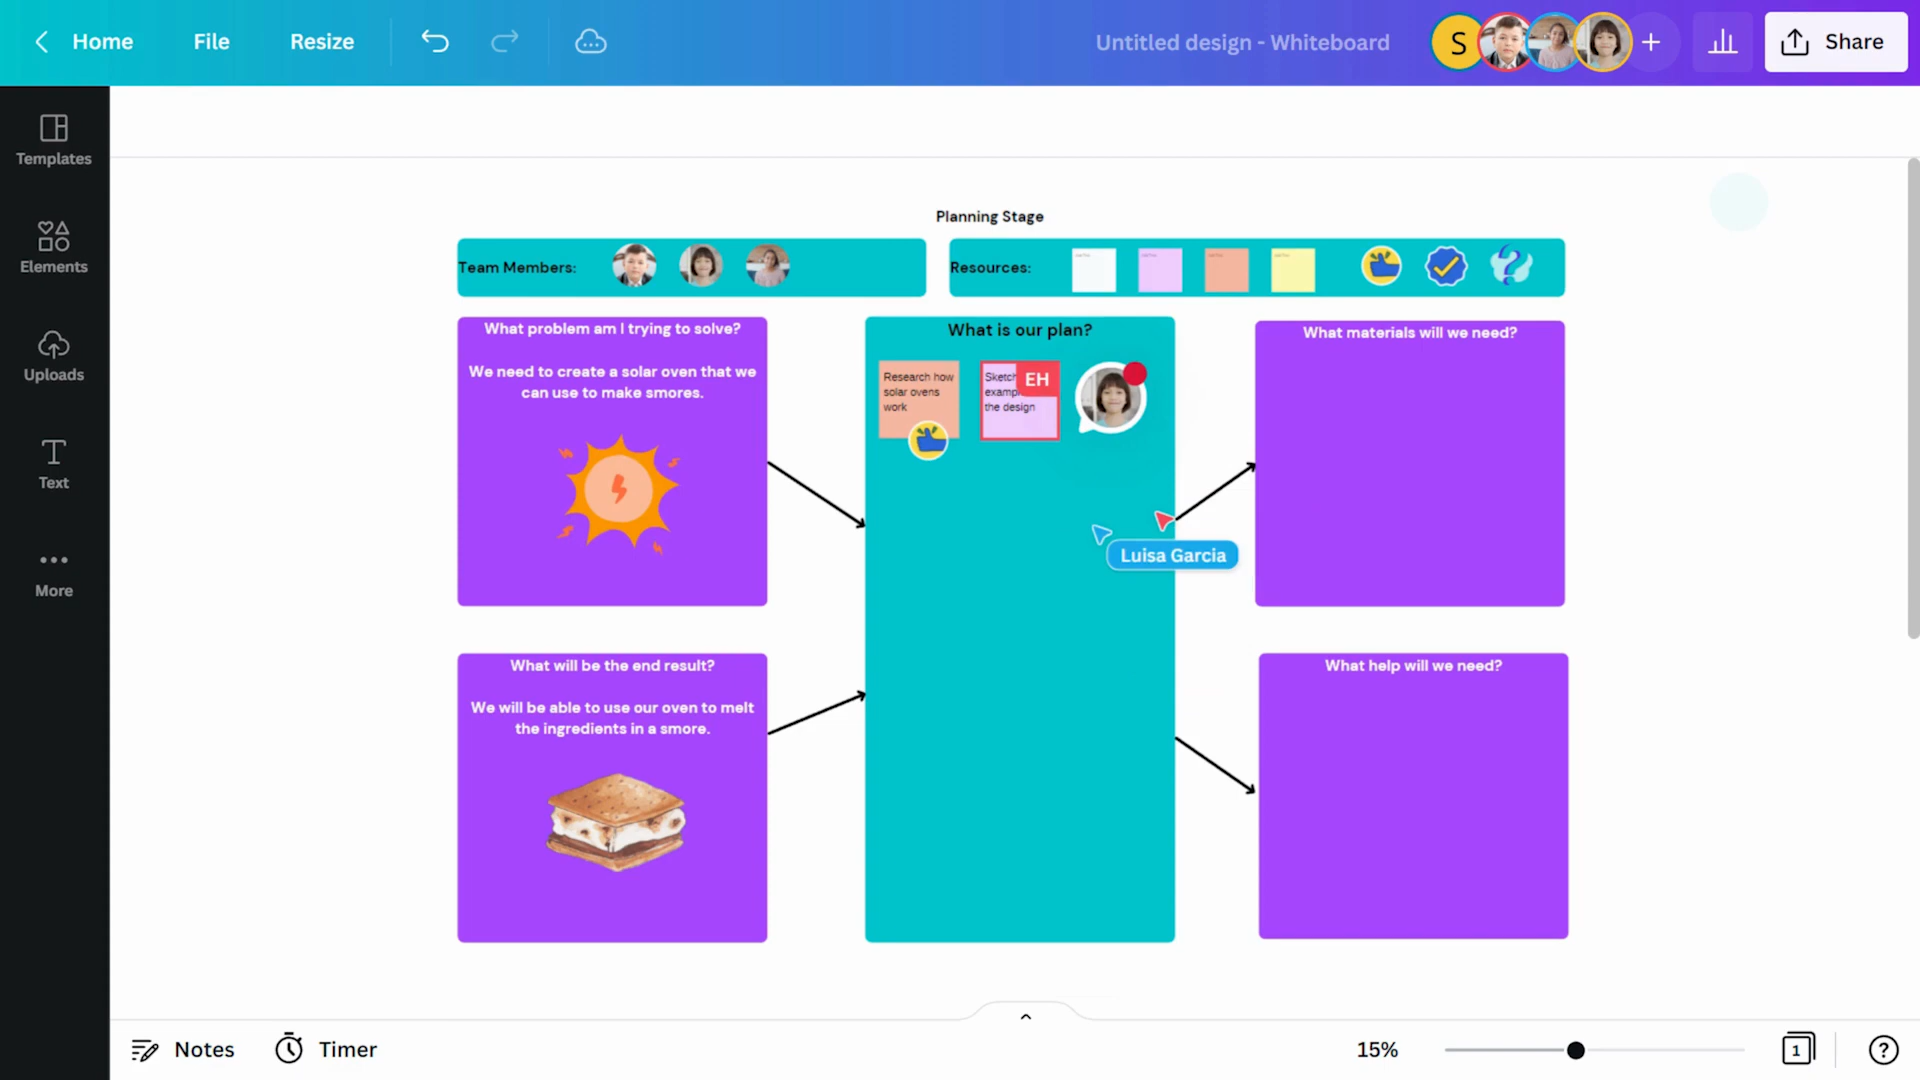 Home
File
Resize
Untitled design - Whiteboard
S
Share
Templates
Elements
Uploads
Text
More
Planning Stage
Team Members:
Resources:
What problem am I trying to solve?
We need to create a solar oven that we
can use to make smores.
What is our plan?
Research how
solar ovens
work
Sketch
examp
the design
EH
Luisa Garcia
What materials will we need?
What will be the end result?
We will be able to use our oven to melt
the ingredients in a smore.
What help will we need?
Notes
Timer
15%
1
?